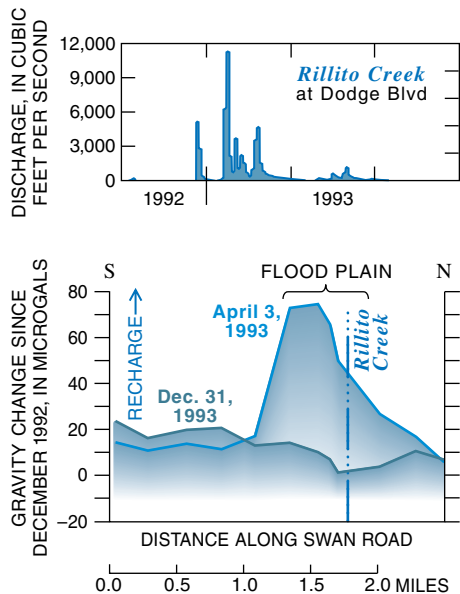 DISCHARGE, IN CUBIC
FEET PER SECOND
12,000
9,000
6,000
3,000
0
Rillito Creek
at Dodge Blvd
1992
1993
S
FLOOD PLAIN
N
GRAVITY CHANGE SINCE
DECEMBER 1992, IN MICROGALS
80
60
40
20
0
–20
RECHARGE
April 3,
1993
Rillito
Creek
Dec. 31,
1993
DISTANCE ALONG SWAN ROAD
0.0 0.5 1.0 1.5 2.0 MILES